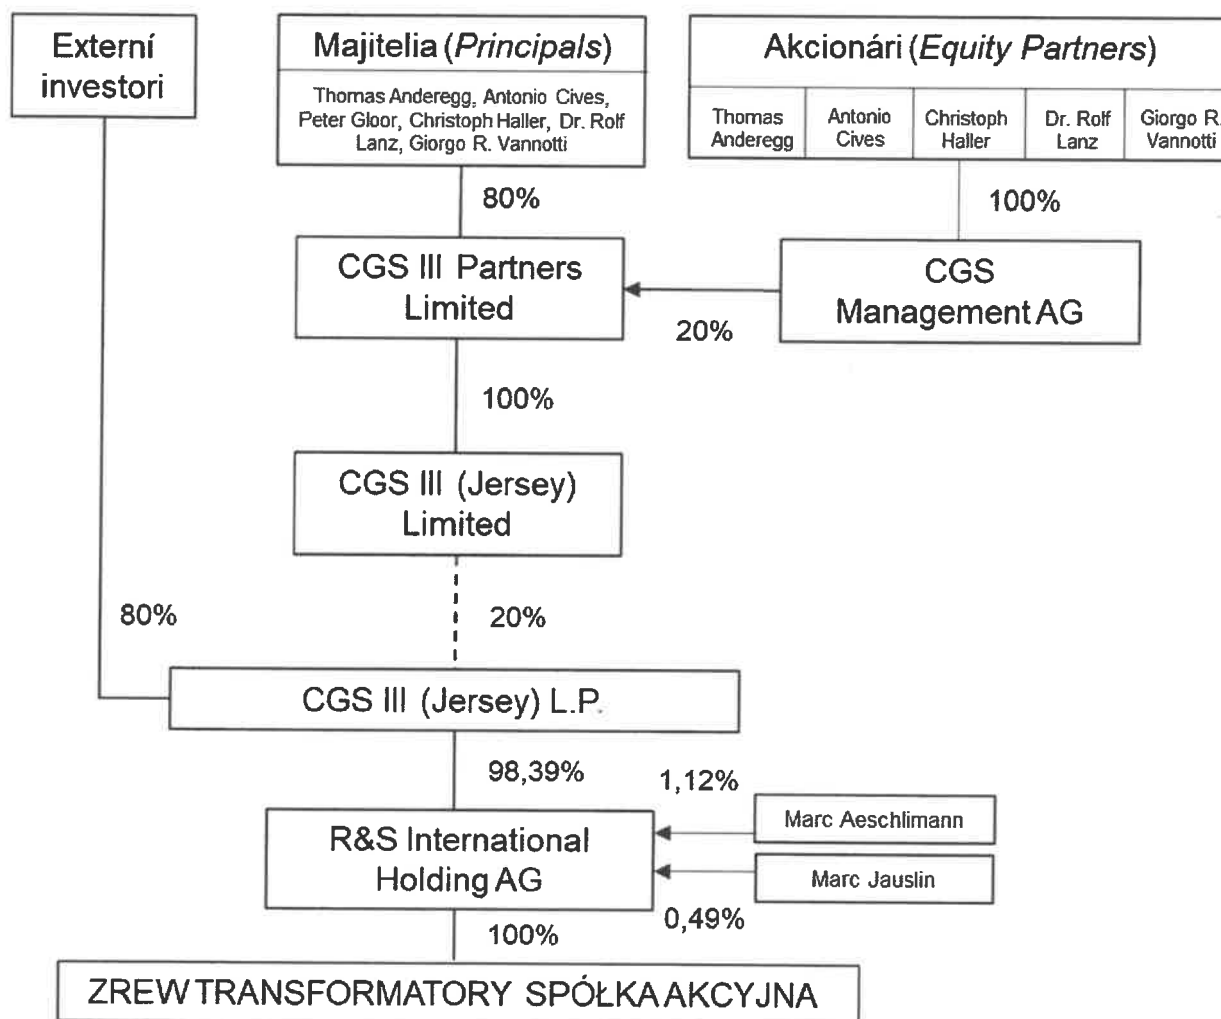 Externí
investori
Majitelia (Principals)
Thomas Anderegg, Antonio Cives,
Peter Gloor, Christoph Haller, Dr. Rolf
Lanz, Giorgo R. Vannotti
Akcionári (Equity Partners)
Thomas
Anderegg
Antonio
Cives
Christoph
Haller
Dr. Rolf
Lanz
Giorgo R.
Vannotti
80%
100%
CGS III Partners
Limited
CGS
Management AG
20%
100%
CGS III (Jersey)
Limited
80%
20%
CGS III (Jersey) L.P.
98,39%
1,12%
R&S International
Holding AG
Marc Aeschlimann
Marc Jauslin
0,49%
100%
ZREW TRANSFORMATORY SPÓŁKA AKCYJNA